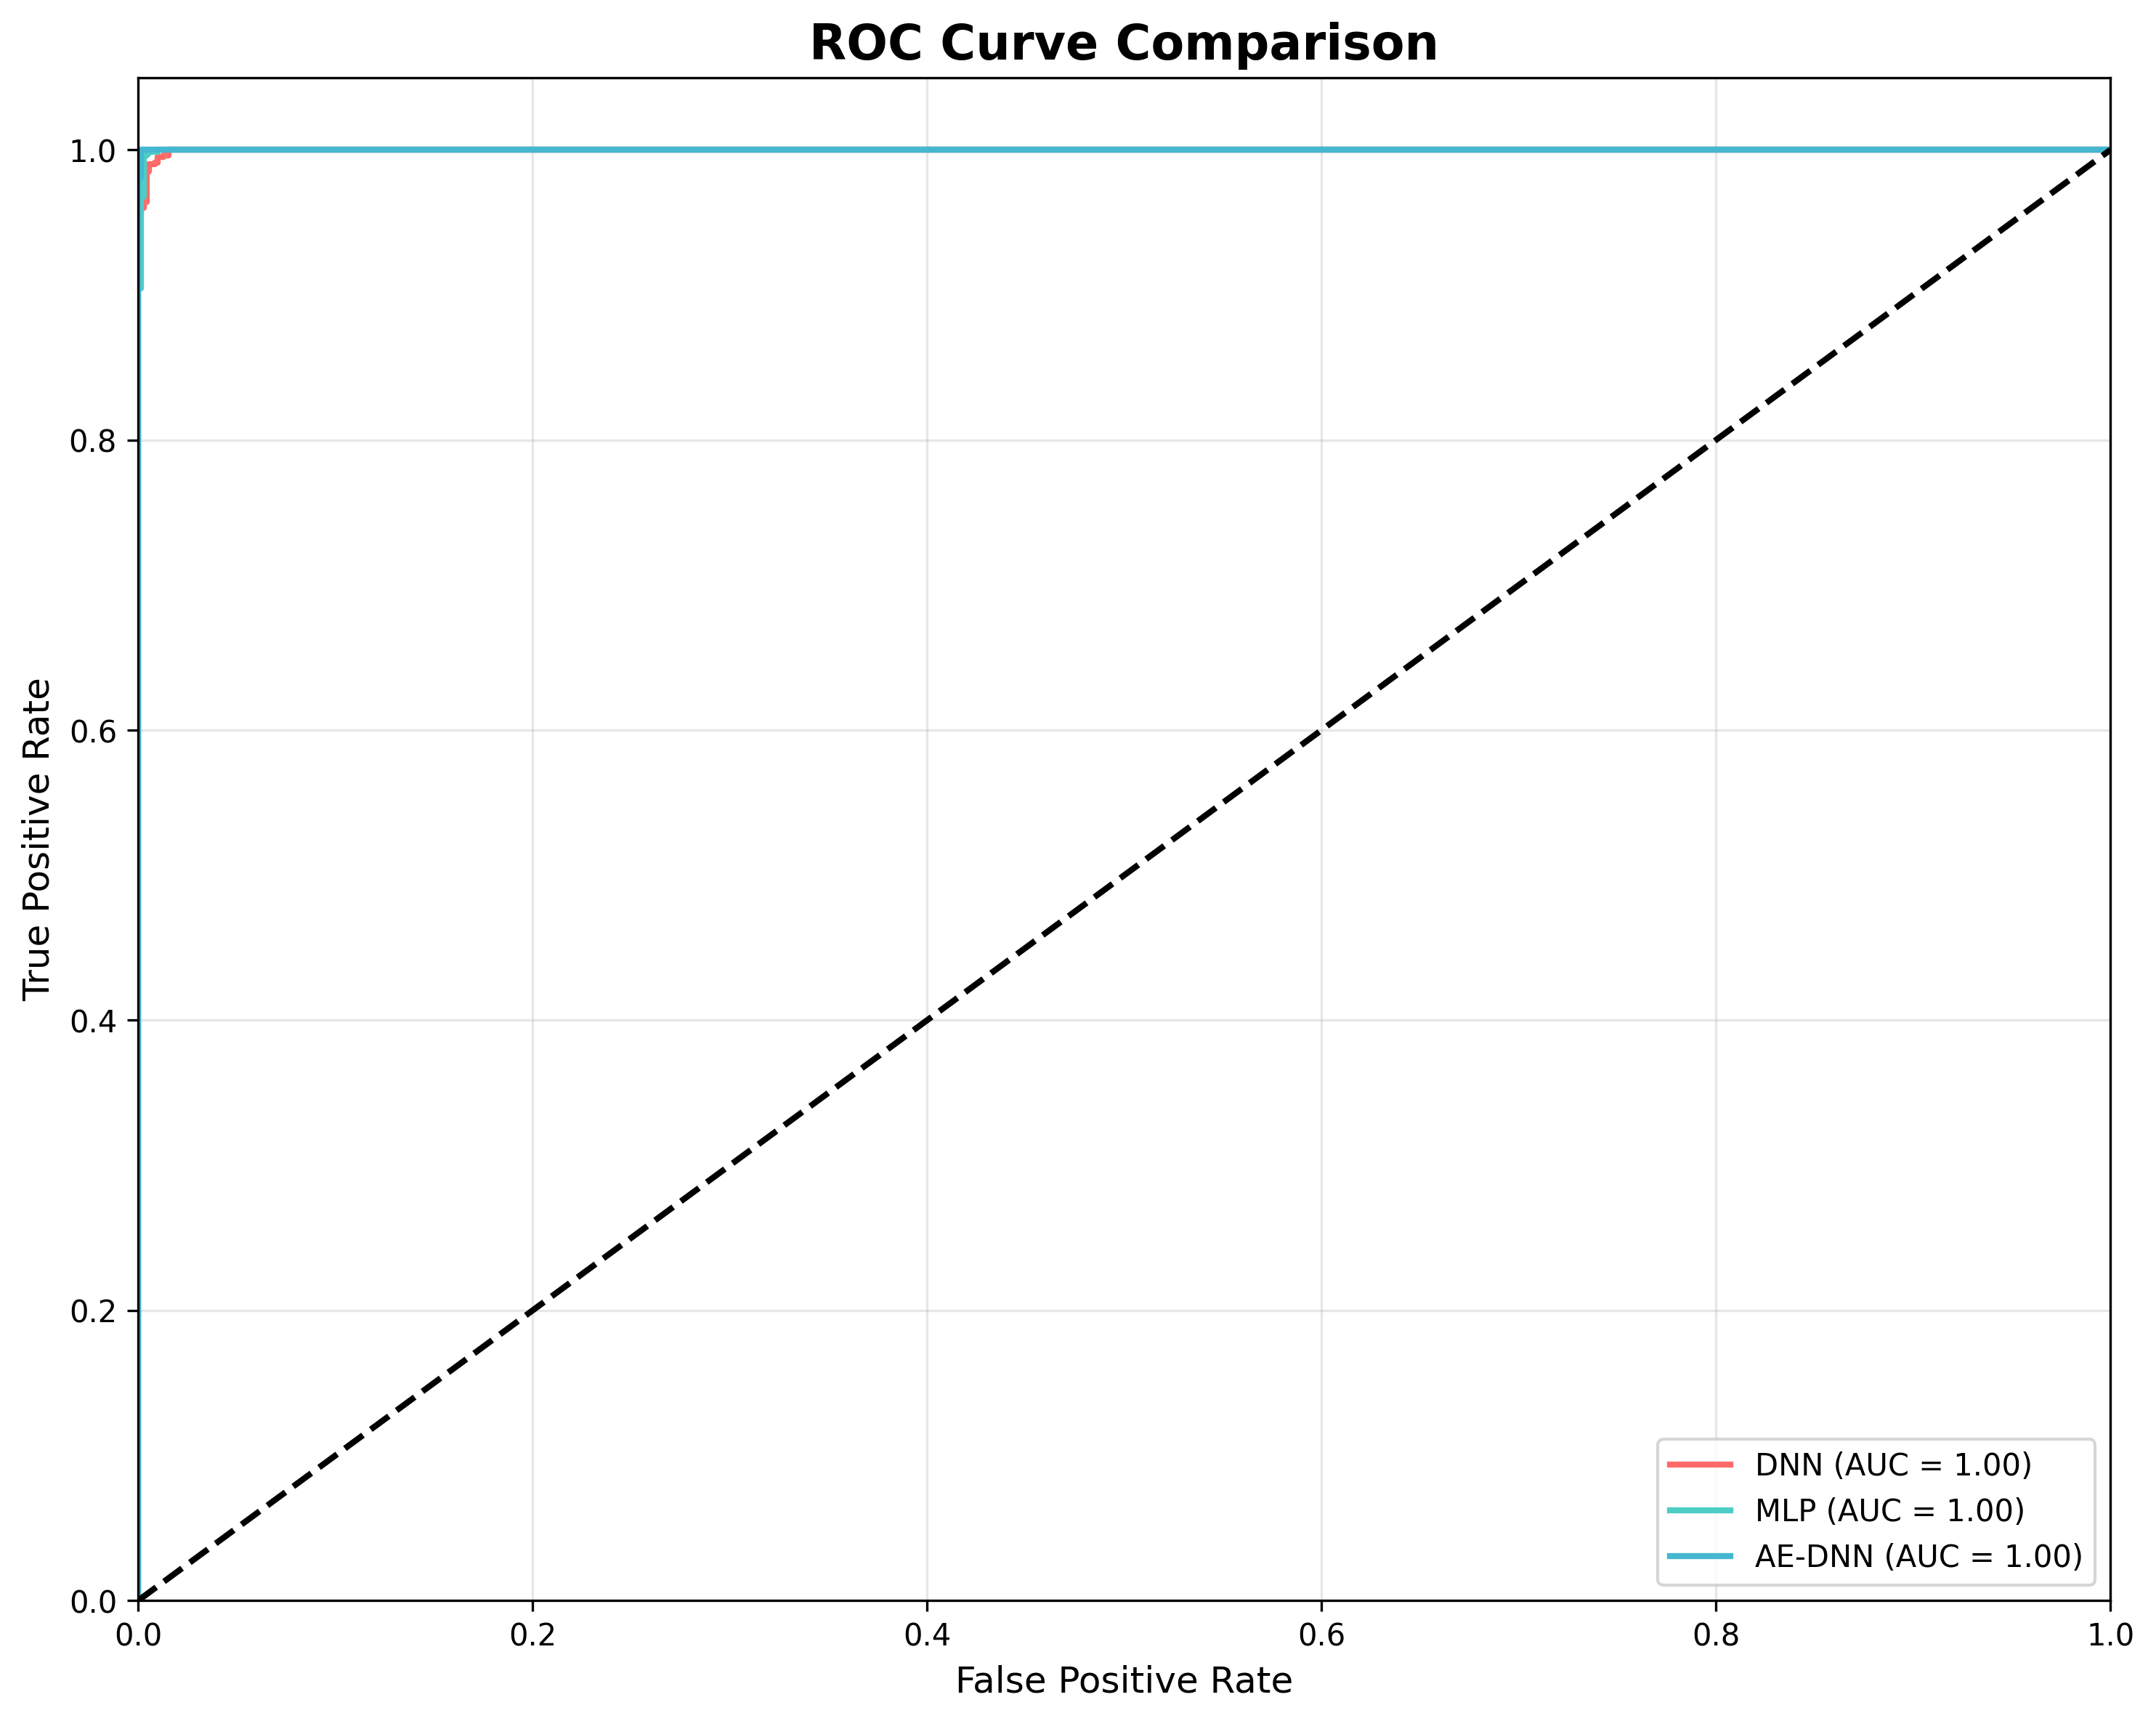 ROC Curve Comparison
True Positive Rate
1.0
0.8
0.6
0.4
0.2
0.0
DNN (AUC = 1.00)
MLP (AUC = 1.00)
AE-DNN (AUC = 1.00)
0.0 0.2 0.4 0.6 0.8 1.0
False Positive Rate